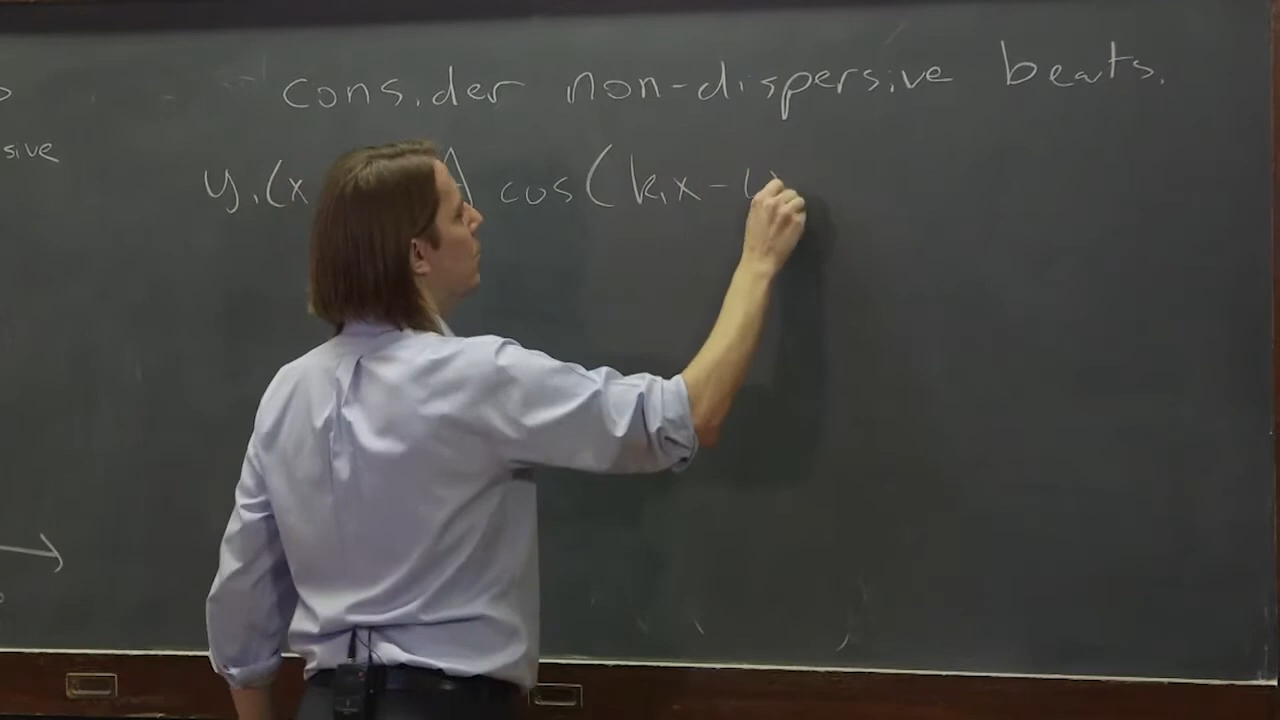 consider non-dispersive beats.
sive
y₁(x A cos(k₁x-